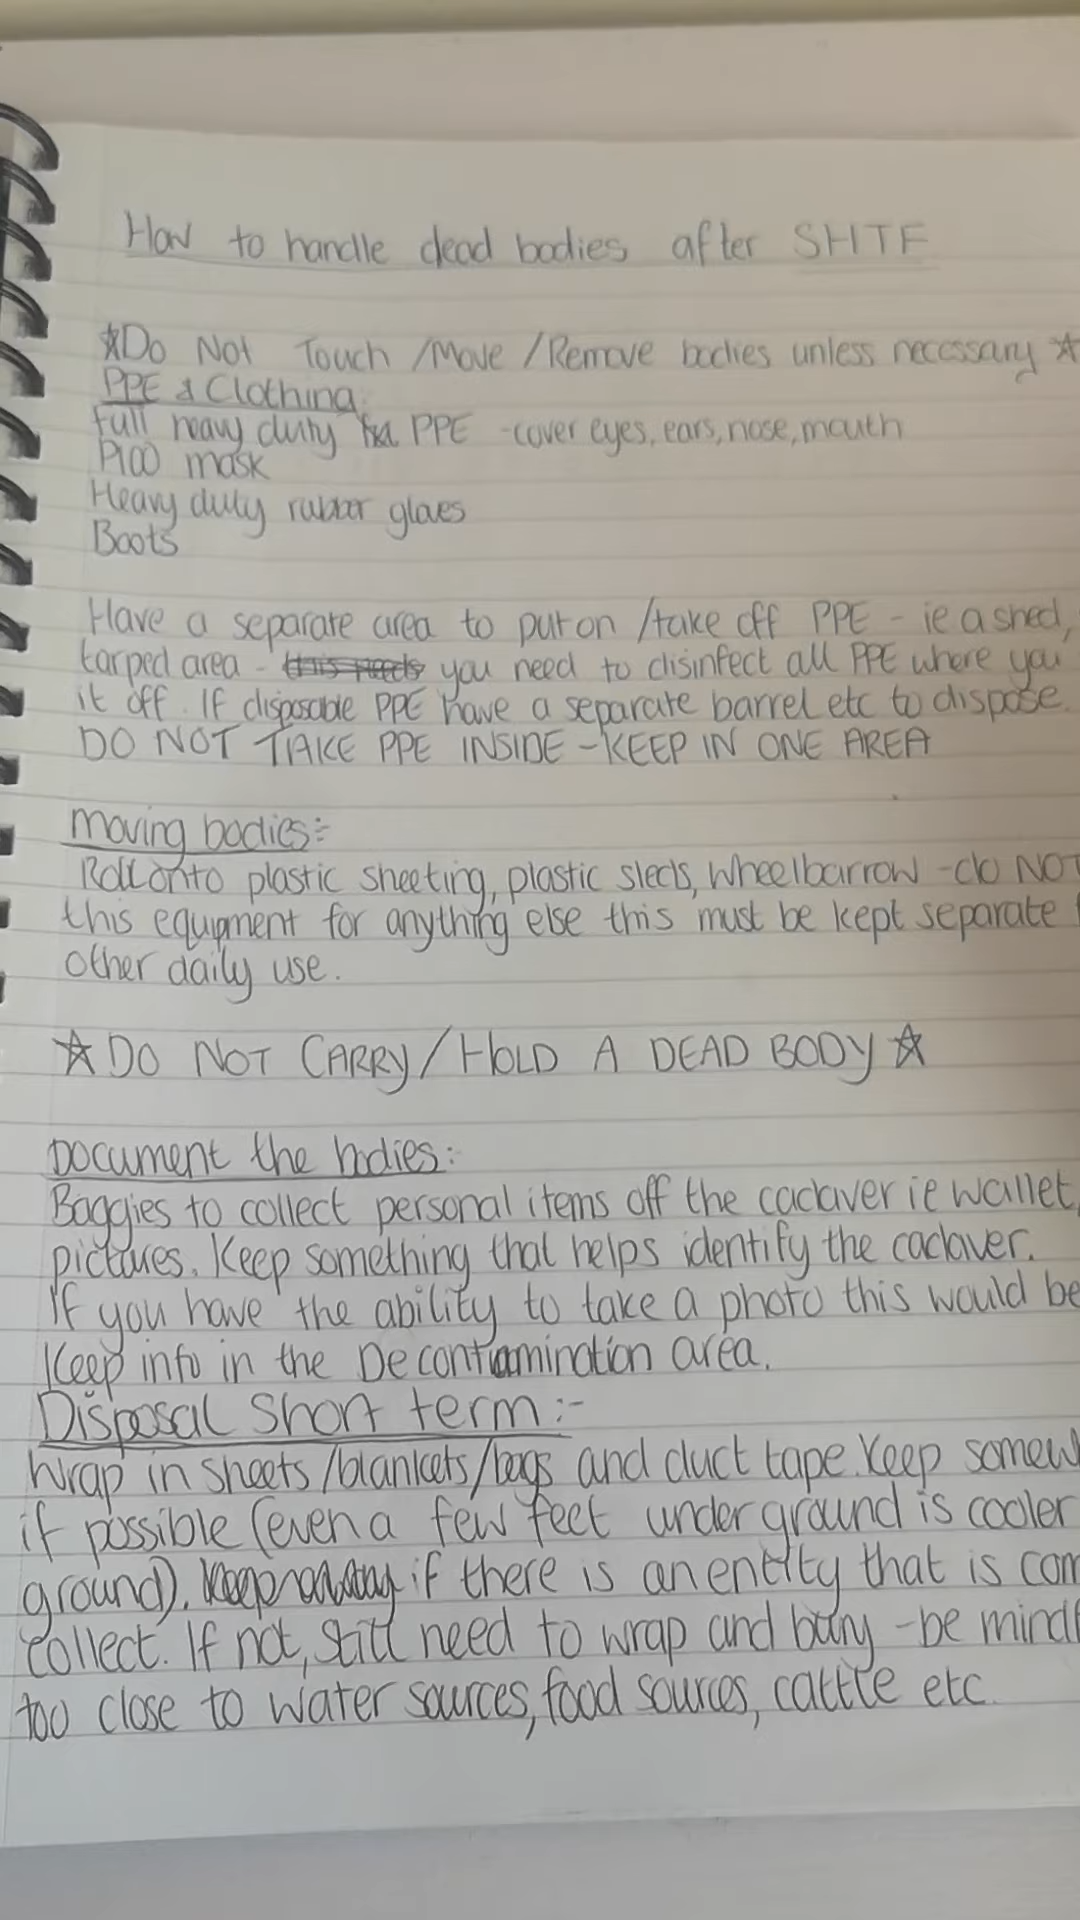 How to handle dead bodies after SHTF
☆Do Not Touch /Move /Remove bodies unless necessary ☆
PPE & Clothing:
Full heavy duty PPE - cover eyes, ears, nose, mouth
P100 mask
Heavy duty rubber gloves
Boots
Have a separate area to put on /take off PPE - ie a shed,
tarped area - this needs you need to disinfect all PPE where you
it off. If disposable PPE have a separate barrel etc to dispose.
DO NOT TAKE PPE INSIDE - KEEP IN ONE AREA
Moving bodies:-
Roll onto plastic sheeting, plastic sleds, wheelbarrow - do NOT
this equipment for anything else this must be kept separate
other daily use.
☆ DO NOT CARRY / HOLD A DEAD BODY ☆
Document the bodies:-
Baggies to collect personal items off the cadaver ie wallet,
pictures. Keep something that helps identify the cadaver.
If you have the ability to take a photo this would be
Keep info in the Decontamination area.
Disposal Short term:-
Wrap in sheets /blankets/bags and duct tape. Keep
if possible (even a few feet underground is cooler
ground). if there is an entity that is
collect. If not, still need to wrap and bury - be
too close to water sources, food sources, cattle etc.